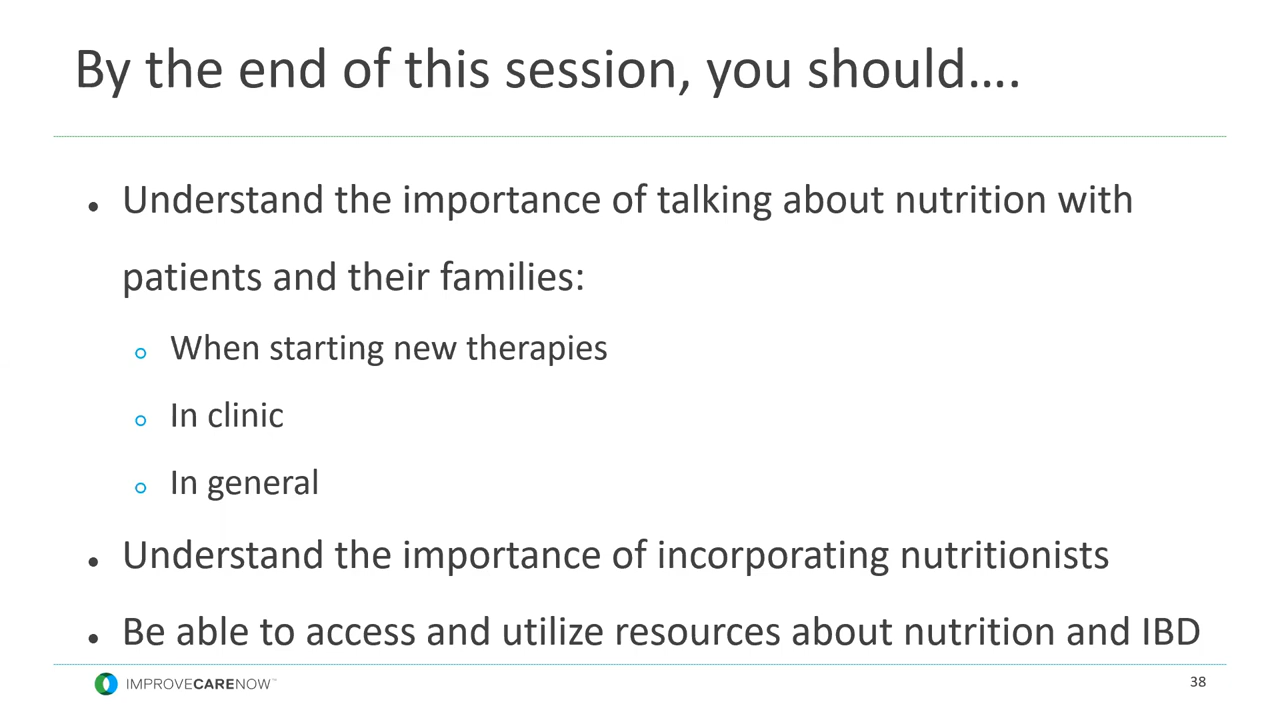 By the end of this session, you should….
• Understand the importance of talking about nutrition with
patients and their families:
◦ When starting new therapies
◦ In clinic
◦ In general
• Understand the importance of incorporating nutritionists
• Be able to access and utilize resources about nutrition and IBD
IMPROVECARENOW™
38